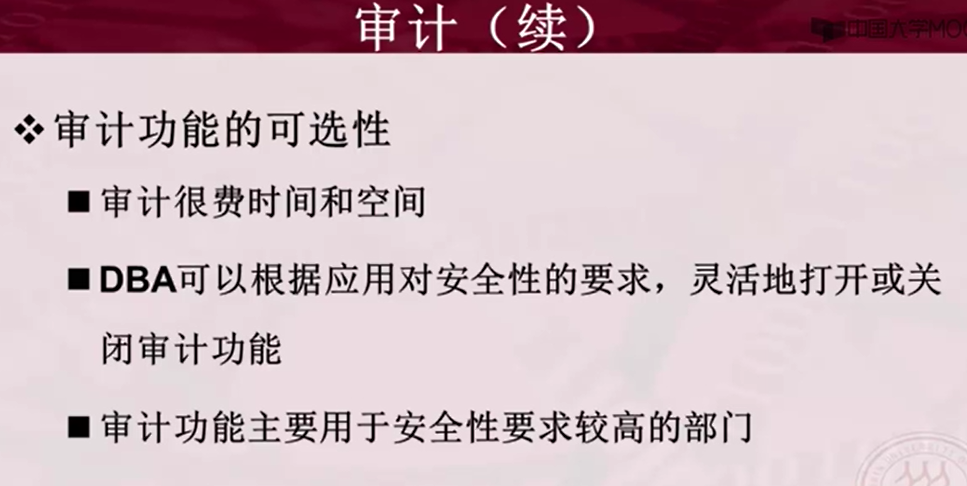 审计（续）
中国大学MOO
❖审计功能的可选性
■审计很费时间和空间
■DBA可以根据应用对安全性的要求，灵活地打开或关
闭审计功能
■审计功能主要用于安全性要求较高的部门